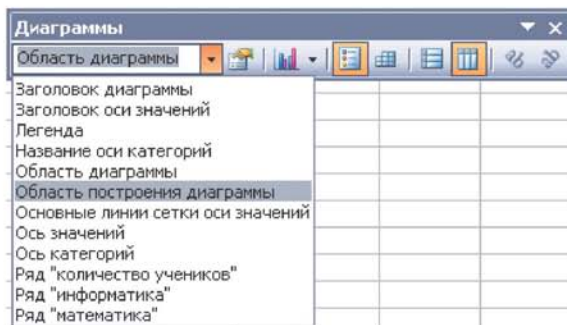 Диаграммы
Область диаграммы
Заголовок диаграммы
Заголовок оси значений
Легенда
Название оси категорий
Область диаграммы
Область построения диаграммы
Основные линии сетки оси значений
Ось значений
Ось категорий
Ряд "количество учеников"
Ряд "информатика"
Ряд "математика"